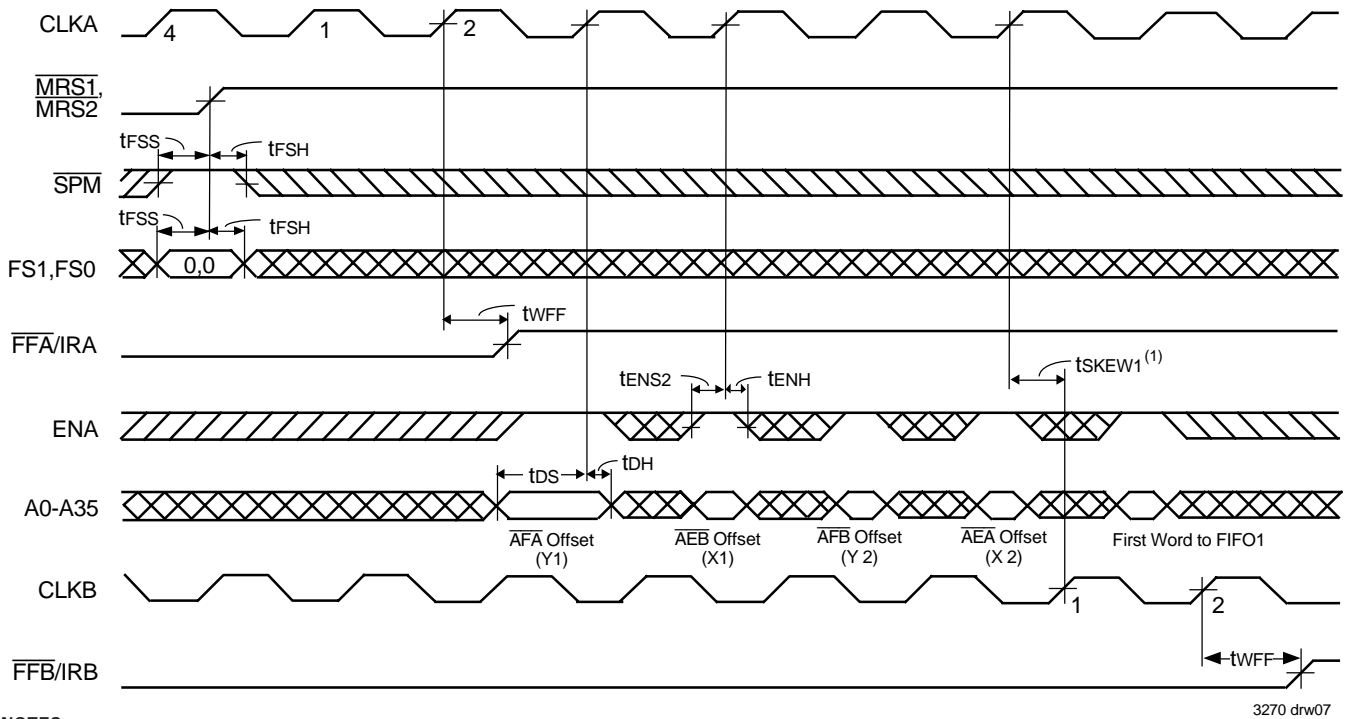 CLKA
4 1 2
MRS1,
MRS2
tFSS tFSH
SPM
tFSS tFSH
FS1,FS0 0,0
tWFF
FFA/IRA
tENS2 tENH tSKEW1 (1)
ENA
tDS tDH
A0-A35
AFA Offset (Y1)
AEB Offset (X1)
AFB Offset (Y 2)
AEA Offset (X 2)
First Word to FIFO1
CLKB
1 2
tWFF
FFB/IRB
3270 drw07